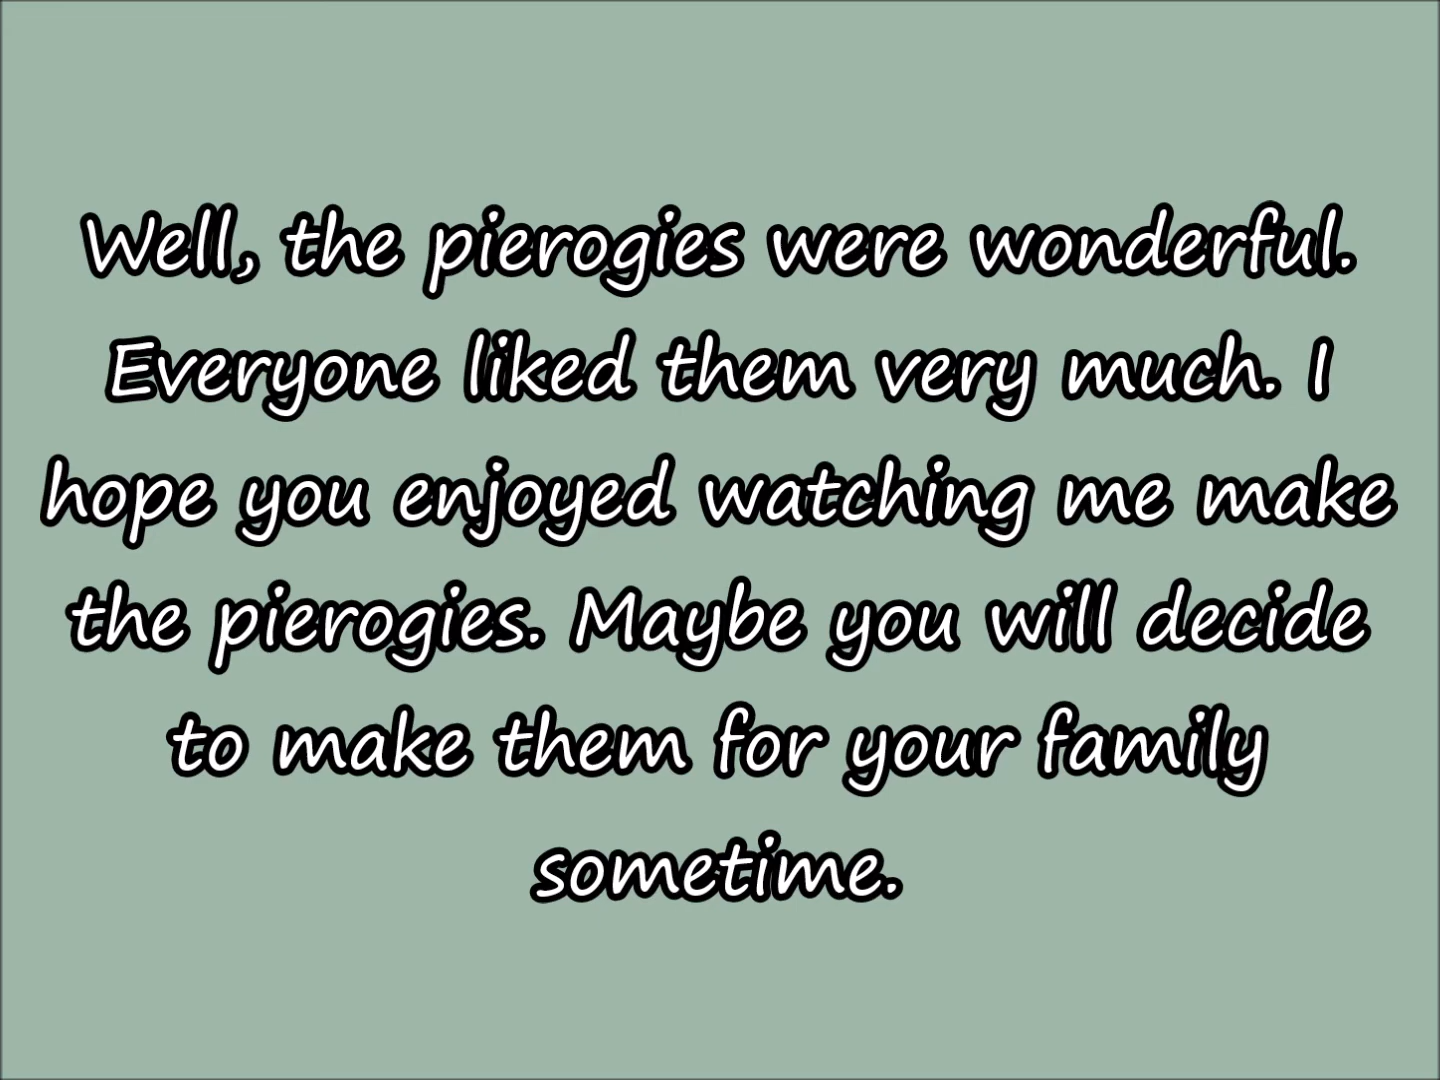 Well, the pierogies were wonderful.
Everyone liked them very much. I
hope you enjoyed watching me make
the pierogies. Maybe you will decide
to make them for your family
sometime.